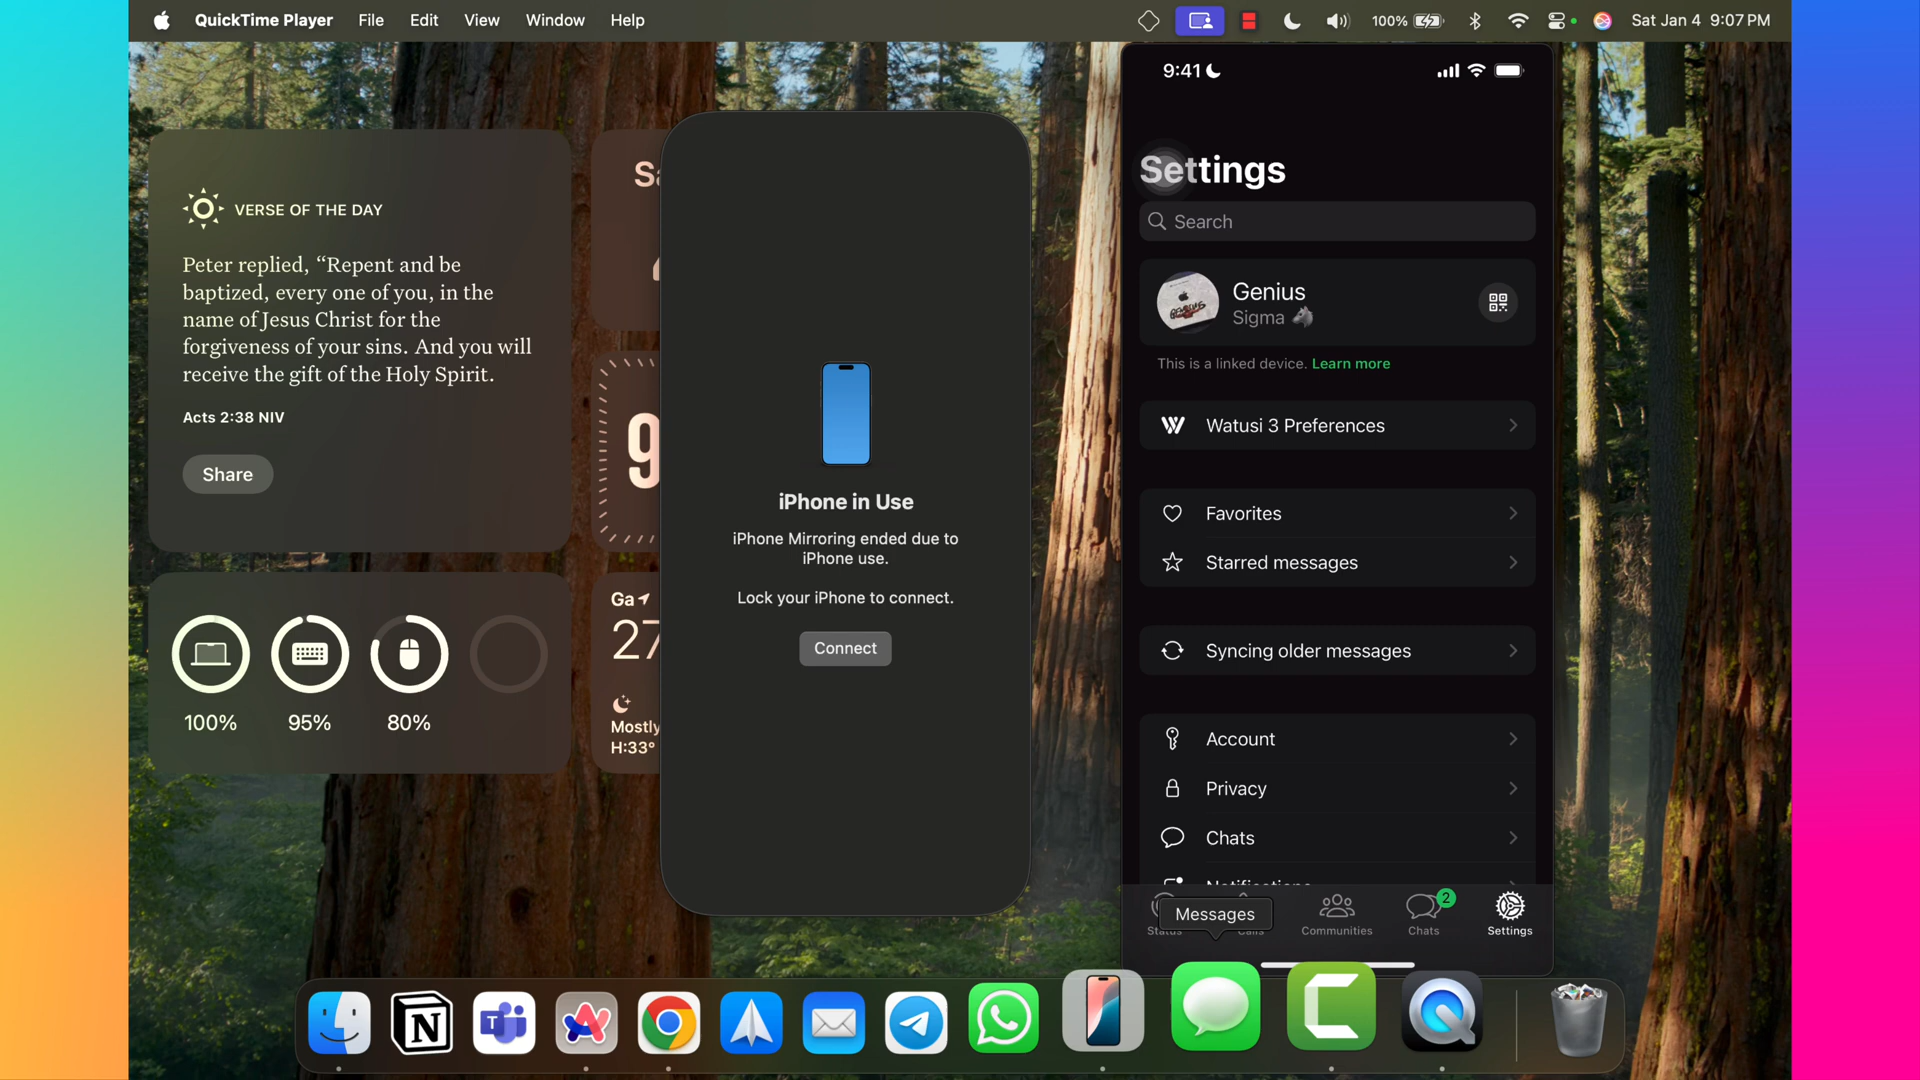 QuickTime Player File Edit View Window Help
100% Sat Jan 4 9:07 PM
VERSE OF THE DAY
Peter replied, “Repent and be
baptized, every one of you, in the
name of Jesus Christ for the
forgiveness of your sins. And you will
receive the gift of the Holy Spirit.
Acts 2:38 NIV
Share
100% 95% 80%
Sa
9
Ga
27
Mostly
H:33°
iPhone in Use
iPhone Mirroring ended due to
iPhone use.
Lock your iPhone to connect.
Connect
9:41
Settings
Search
Genius
Sigma 🐴
This is a linked device. Learn more
Watusi 3 Preferences
Favorites
Starred messages
Syncing older messages
Account
Privacy
Chats
Notifications
2
Messages
Status Calls Communities Chats Settings